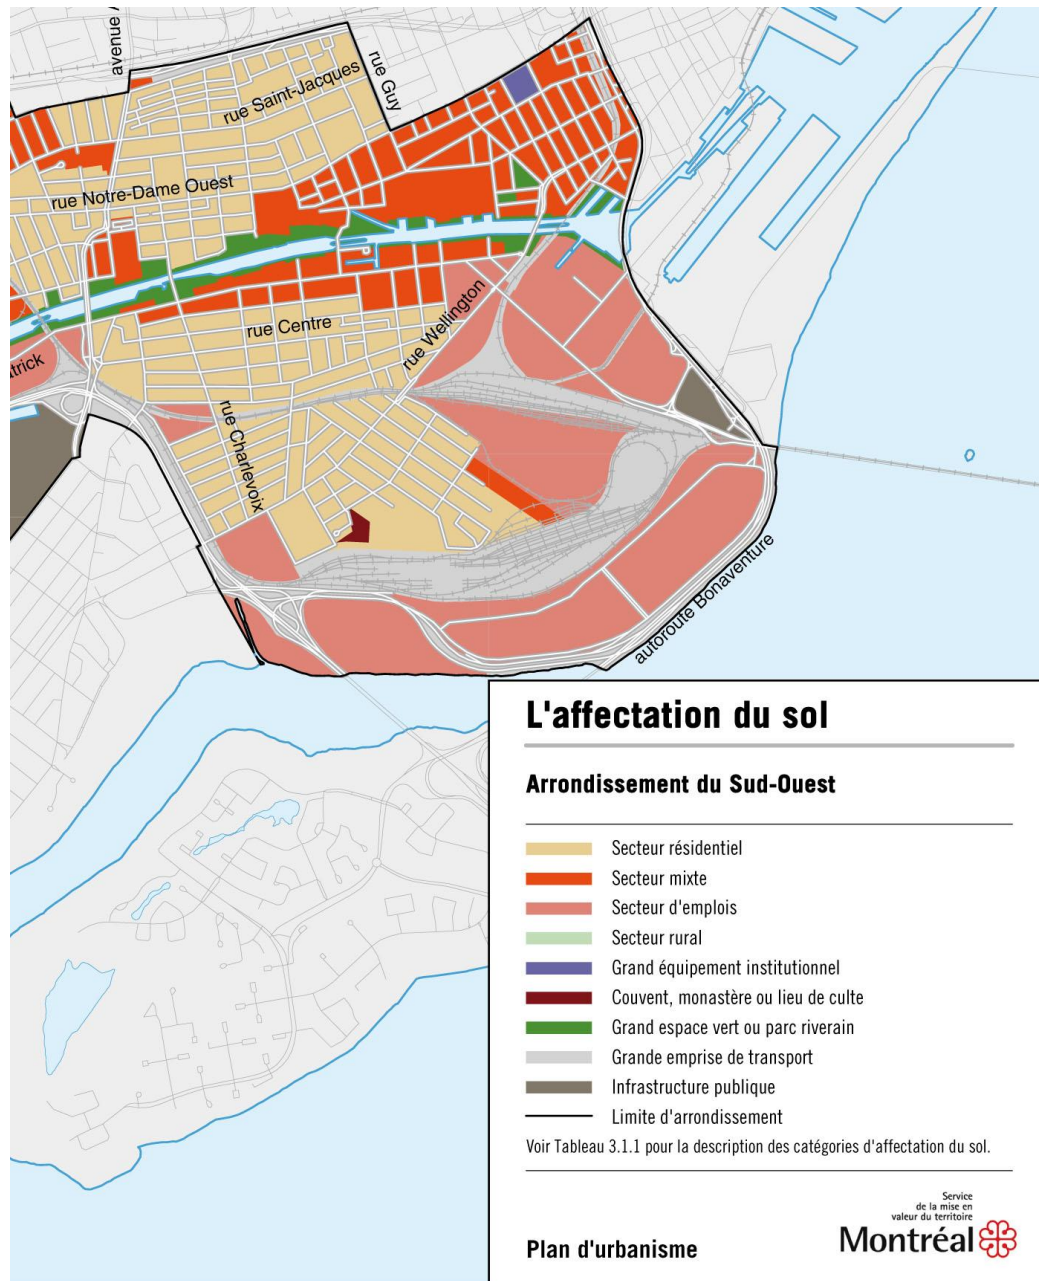 avenue
rue Guy
rue Saint-Jacques
rue Notre-Dame Ouest
rue Centre
rue Wellington
trick
rue Charlevoix
autoroute Bonaventure
L'affectation du sol
Arrondissement du Sud-Ouest
Secteur résidentiel
Secteur mixte
Secteur d'emplois
Secteur rural
Grand équipement institutionnel
Couvent, monastère ou lieu de culte
Grand espace vert ou parc riverain
Grande emprise de transport
Infrastructure publique
Limite d'arrondissement
Voir Tableau 3.1.1 pour la description des catégories d'affectation du sol.
Service
de la mise en
valeur du territoire
Montréal
Plan d'urbanisme